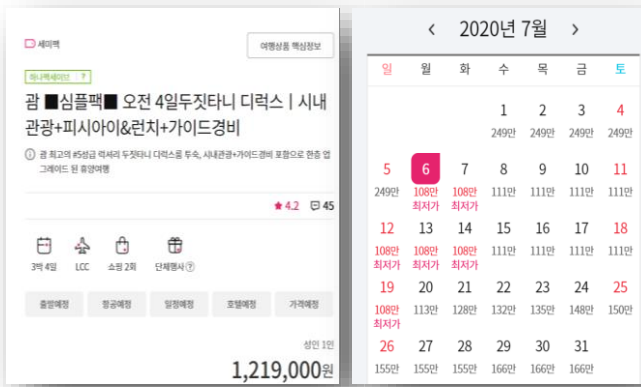 세미팩
여행상품 핵심정보
하나팩세이브 ?
괌 ■심플팩■ 오전 4일두짓타니 디럭스 | 시내
관광+피시아이&런치+가이드경비
괌 최고의 #5성급 럭셔리 두짓타니 디럭스룸 투숙, 시내관광+가이드경비 포함으로 한층 업
그레이드 된 휴양여행
★4.2 45
3박 4일 LCC 쇼핑 2회 단체행사?
출발예정 항공예정 일정예정 호텔예정 가격예정
성인 1인
1,219,000원
< 2020년 7월 >
일 월 화 수 목 금 토
1 2 3 4
249만 249만 249만 249만
5 6 7 8 9 10 11
249만 108만 108만 111만 111만 111만 111만
최저가 최저가
12 13 14 15 16 17 18
108만 108만 108만 111만 111만 111만 111만
최저가 최저가 최저가
19 20 21 22 23 24 25
108만 113만 128만 132만 135만 148만 150만
최저가
26 27 28 29 30 31
155만 155만 155만 166만 166만 166만